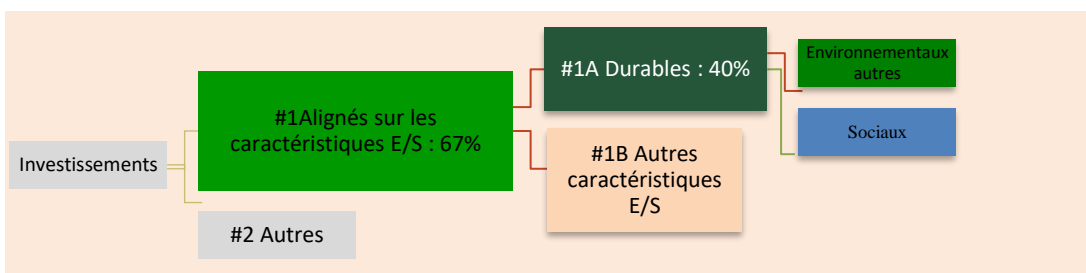 Investissements
#1Alignés sur les
caractéristiques E/S : 67%
#2 Autres
#1A Durables : 40%
#1B Autres
caractéristiques
E/S
Environnementaux
autres
Sociaux